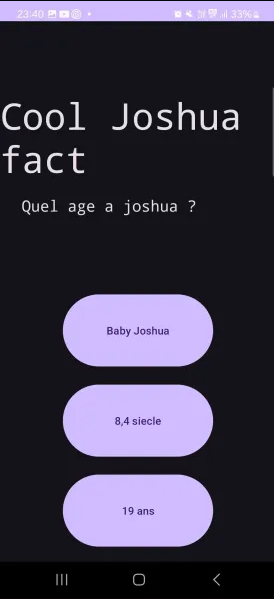 23:40 33%
Cool Joshua
fact
Quel age a joshua ?
Baby Joshua
8,4 siecle
19 ans